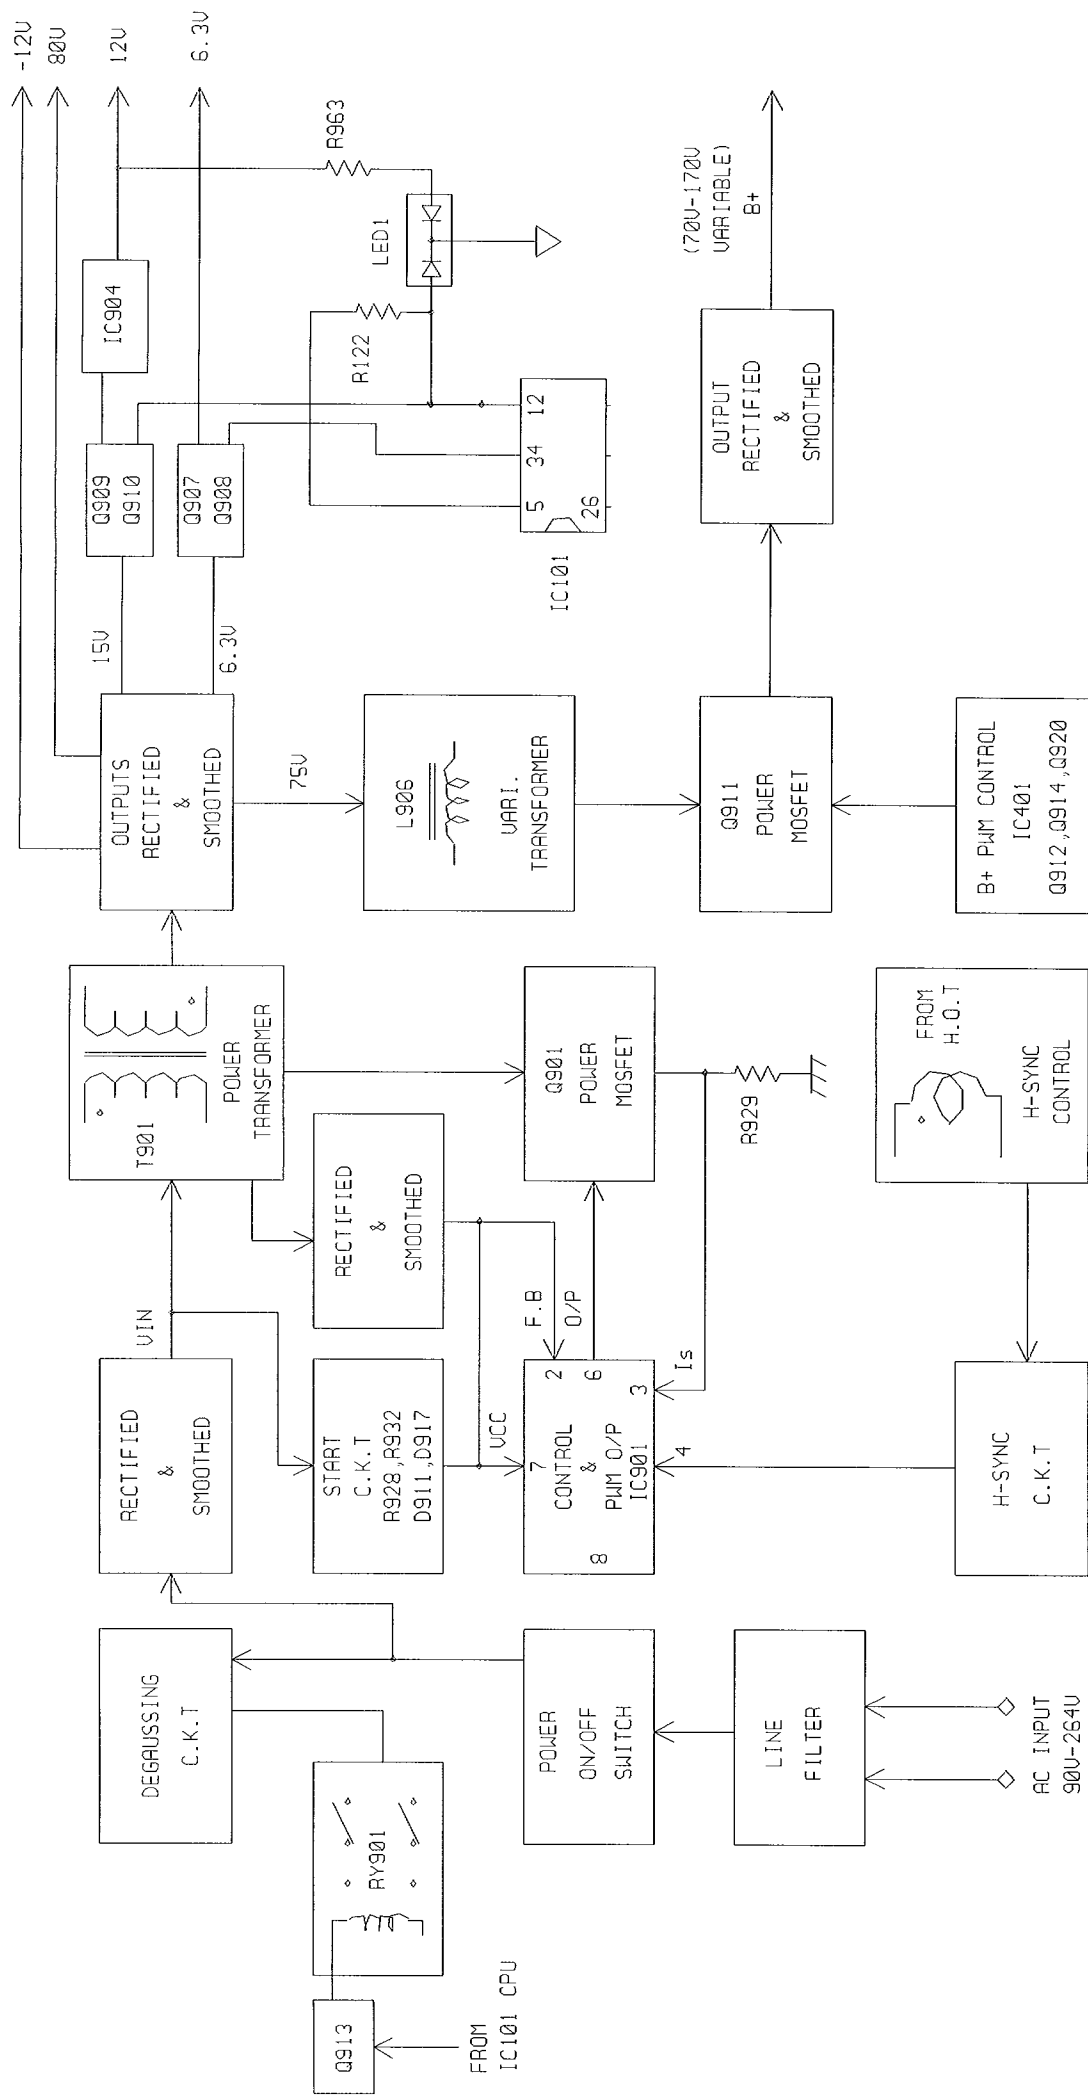 -12V
80V
12V
6.3V
DEGAUSSING
C.K.T
RECTIFIED
&
SMOOTHED
VIN
T901
POWER
TRANSFORMER
OUTPUTS
RECTIFIED
&
SMOOTHED
15V
6.3V
Q909
Q910
Q907
Q908
IC904
R963
LED1
R122
Q913
FROM
IC101 CPU
RY901
START
C.K.T
R928,R932
D911,D917
RECTIFIED
&
SMOOTHED
75V
L906
VARI.
TRANSFORMER
5
34
12
26
IC101
VCC
F.B
O/P
7
CONTROL
&
PWM O/P
IC901
8
2
6
3
4
Is
Q901
POWER
MOSFET
R929
POWER
ON/OFF
SWITCH
LINE
FILTER
AC INPUT
90V-264V
H-SYNC
C.K.T
FROM
H.O.T
H-SYNC
CONTROL
Q911
POWER
MOSFET
B+ PWM CONTROL
IC401
Q912,Q914,Q920
OUTPUT
RECTIFIED
&
SMOOTHED
(70V-170V
VARIABLE)
B+